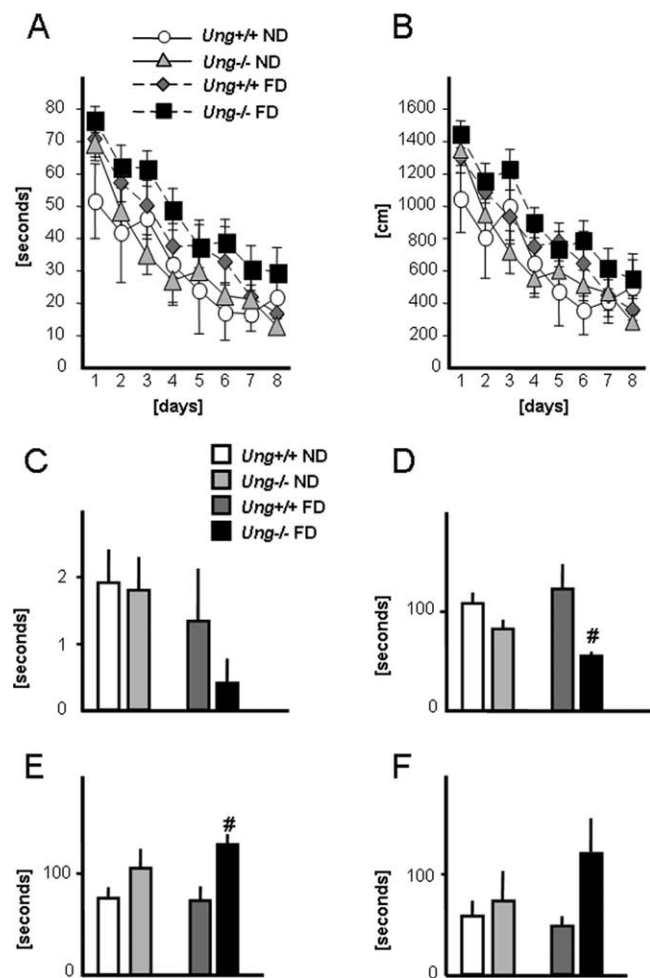 A
B
Ung+/+ ND
Ung-/- ND
Ung+/+ FD
Ung-/- FD
[seconds]
80
70
60
50
40
30
20
10
0
1 2 3 4 5 6 7 8
[days]
[cm]
1600
1400
1200
1000
800
600
400
200
0
1 2 3 4 5 6 7 8
[days]
C
D
Ung+/+ ND
Ung-/- ND
Ung+/+ FD
Ung-/- FD
[seconds]
2
1
0
[seconds]
100
0
#
E
F
[seconds]
100
0
#
[seconds]
100
0